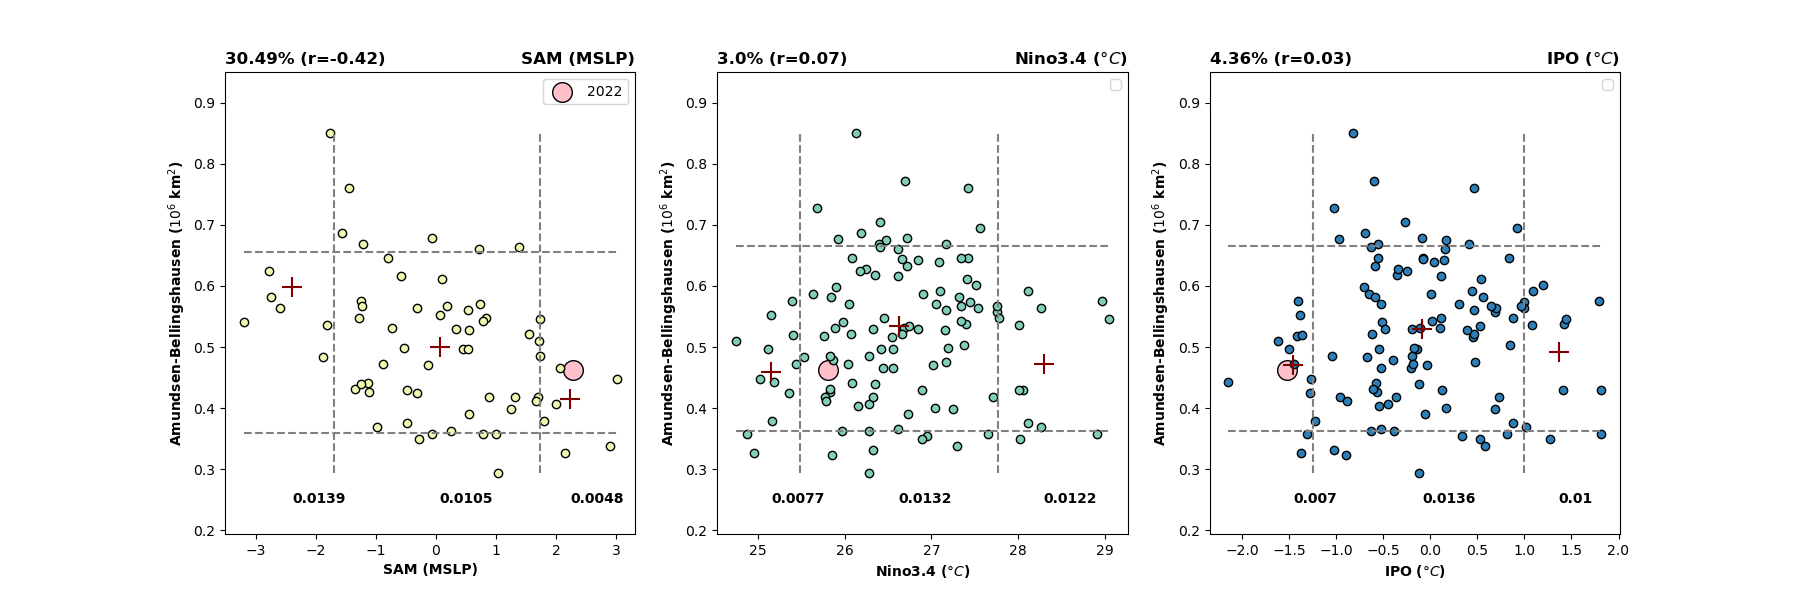 30.49% (r=-0.42) SAM (MSLP)
3.0% (r=0.07) Nino3.4 (°C)
4.36% (r=0.03) IPO (°C)
2022
Amundsen-Bellingshausen (10⁶ km²)
0.9
0.8
0.7
0.6
0.5
0.4
0.3
0.2
0.0139 0.0105 0.0048
−3 −2 −1 0 1 2 3
SAM (MSLP)
Amundsen-Bellingshausen (10⁶ km²)
0.9
0.8
0.7
0.6
0.5
0.4
0.3
0.2
0.0077 0.0132 0.0122
25 26 27 28 29
Nino3.4 (°C)
Amundsen-Bellingshausen (10⁶ km²)
0.9
0.8
0.7
0.6
0.5
0.4
0.3
0.2
0.007 0.0136 0.01
−2.0 −1.5 −1.0 −0.5 0.0 0.5 1.0 1.5 2.0
IPO (°C)